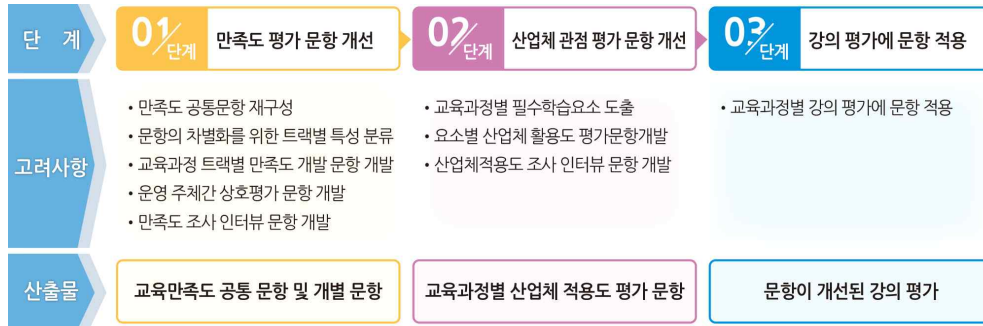 단 계
01/단계 만족도 평가 문항 개선
02/단계 산업체 관점 평가 문항 개선
03/단계 강의 평가에 문항 적용
고려사항
• 만족도 공통문항 재구성
• 문항의 차별화를 위한 트랙별 특성 분류
• 교육과정 트랙별 만족도 개발 문항 개발
• 운영 주체간 상호평가 문항 개발
• 만족도 조사 인터뷰 문항 개발
• 교육과정별 필수학습요소 도출
• 요소별 산업체 활용도 평가문항개발
• 산업체적용도 조사 인터뷰 문항 개발
• 교육과정별 강의 평가에 문항 적용
산출물
교육만족도 공통 문항 및 개별 문항
교육과정별 산업체 적용도 평가 문항
문항이 개선된 강의 평가